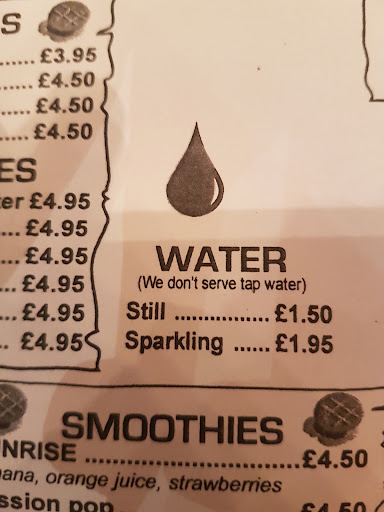 S
..... £3.95
.... £4.50
.... £4.50
.... £4.50
ES
er £4.95
.... £4.95
.... £4.95
... £4.95
.... £4.95
.. £4.95
WATER
(We don't serve tap water)
Still ................. £1.50
Sparkling ...... £1.95
SMOOTHIES
NRISE ..............................£4.50
ana, orange juice, strawberries
ssion pop
£4.50